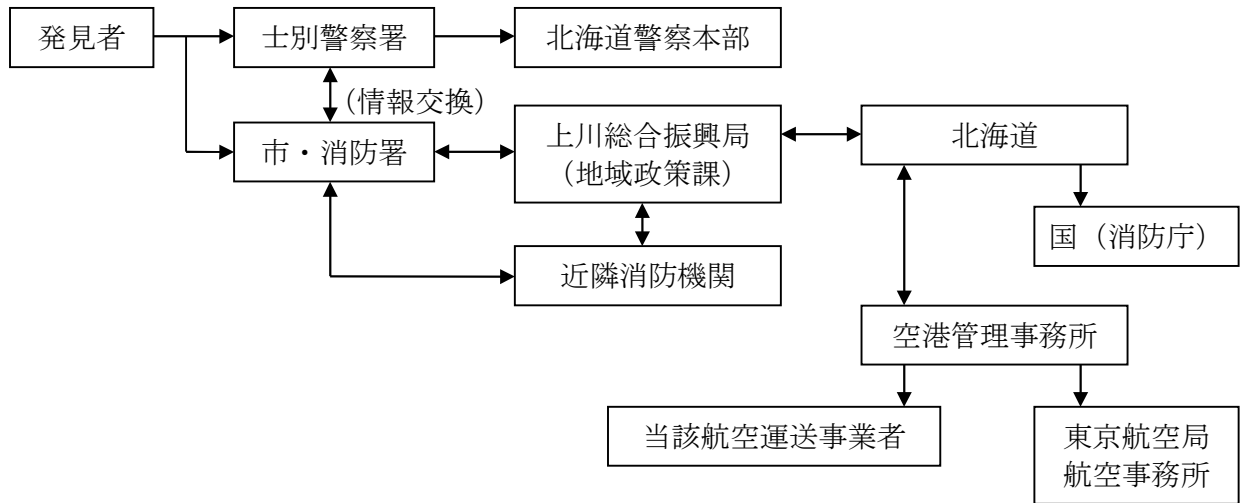 発見者
士別警察署
北海道警察本部
(情報交換)
市・消防署
上川総合振興局
(地域政策課)
北海道
国(消防庁)
近隣消防機関
空港管理事務所
当該航空運送事業者
東京航空局
航空事務所